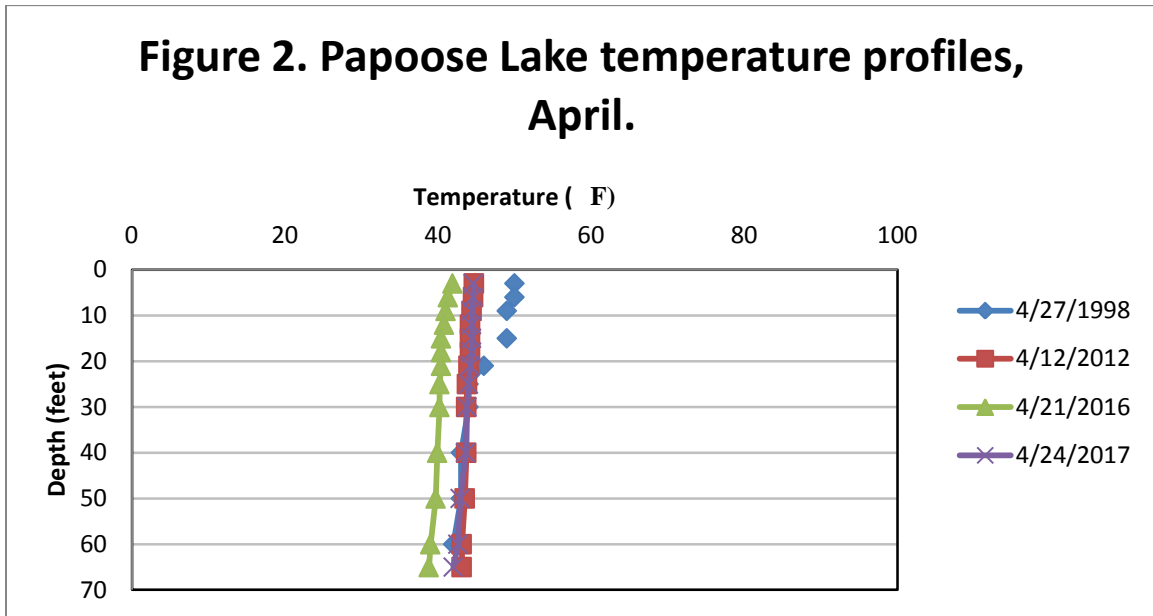 Figure 2. Papoose Lake temperature profiles,
April.
Temperature ( F)
0 20 40 60 80 100
Depth (feet)
0
10
20
30
40
50
60
70
4/27/1998
4/12/2012
4/21/2016
4/24/2017